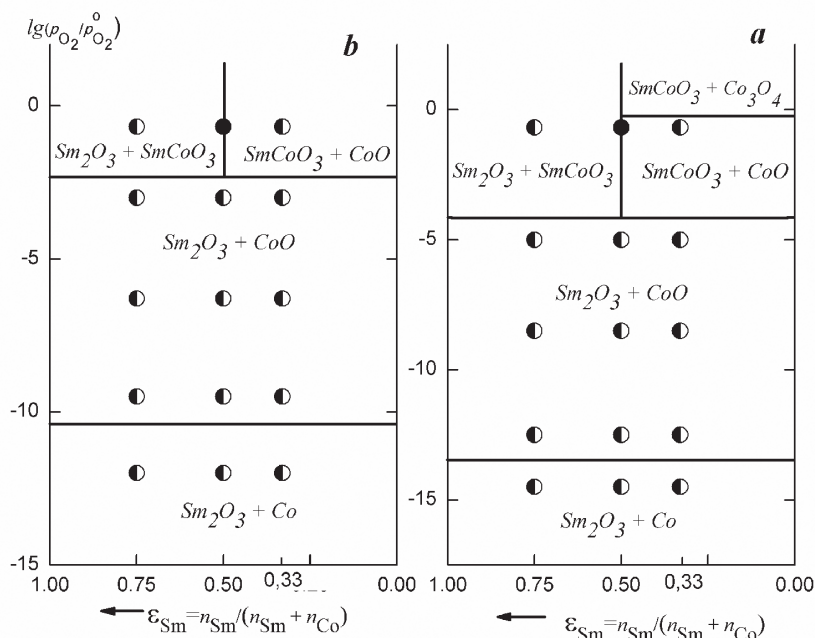 lg(pO2/pO2°)
b
0
-5
-10
-15
Sm2O3 + SmCoO3
SmCoO3 + CoO
Sm2O3 + CoO
Sm2O3 + Co
1.00
0.75
0.50
0,33
0.00
εSm=nSm/(nSm + nCo)
a
0
-5
-10
-15
SmCoO3 + Co3O4
Sm2O3 + SmCoO3
SmCoO3 + CoO
Sm2O3 + CoO
Sm2O3 + Co
1.00
0.75
0.50
0,33
0.00
εSm=nSm/(nSm + nCo)